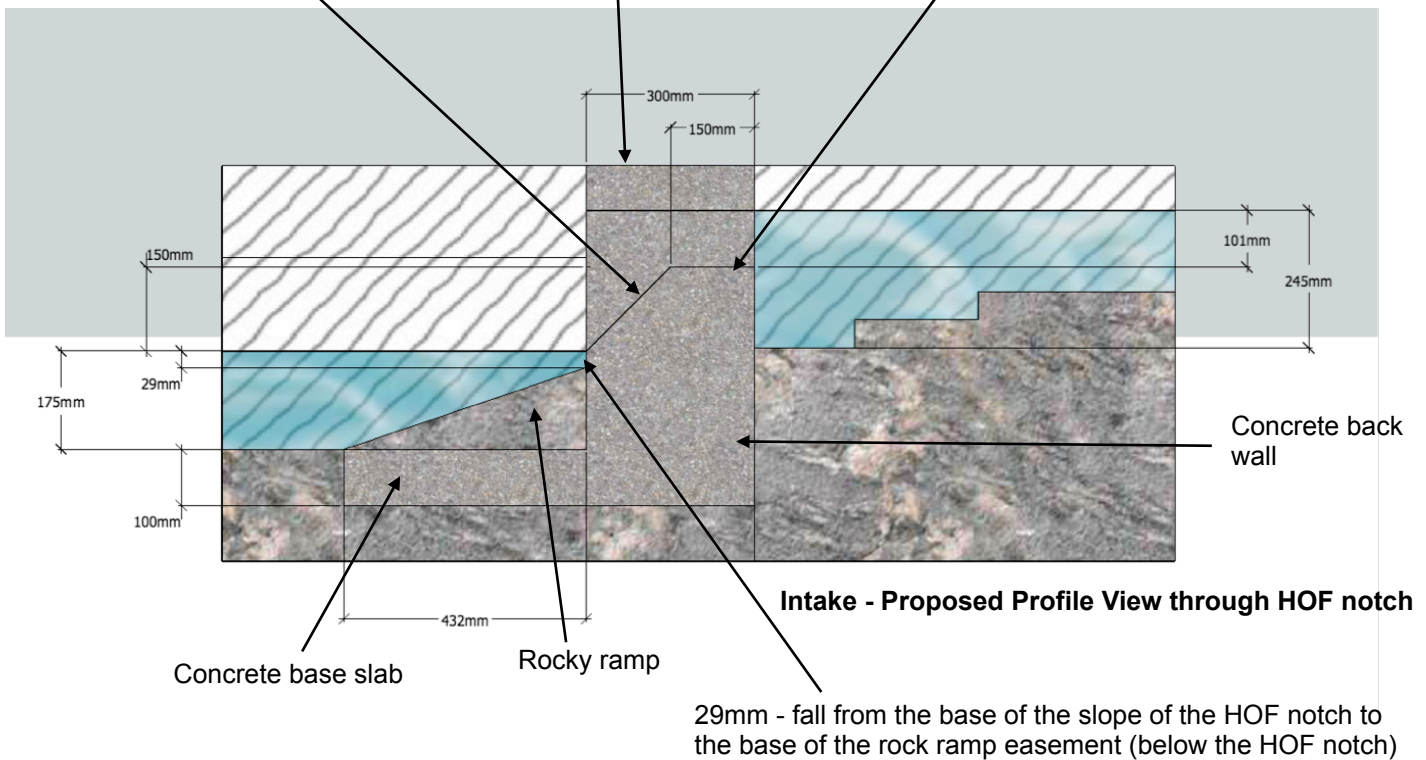 300mm
150mm
150mm
101mm
245mm
29mm
175mm
Concrete back
wall
100mm
432mm
Intake - Proposed Profile View through HOF notch
Concrete base slab
Rocky ramp
29mm - fall from the base of the slope of the HOF notch to
the base of the rock ramp easement (below the HOF notch)